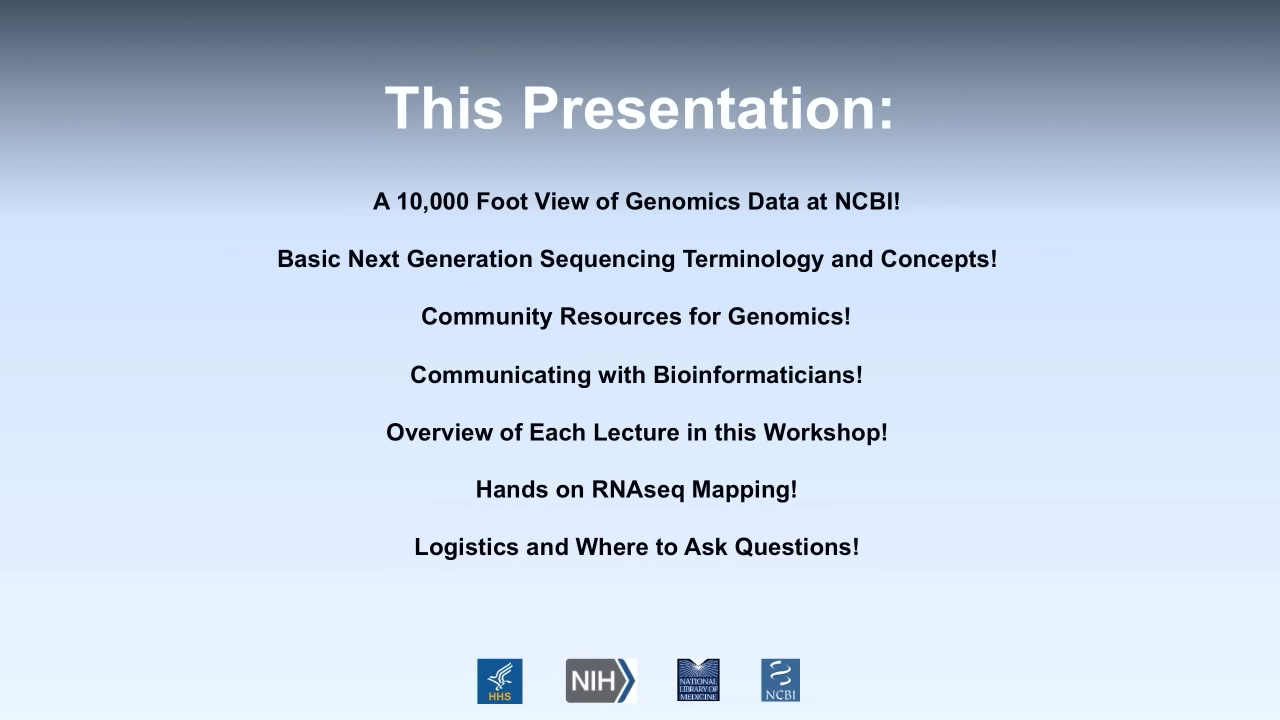 This Presentation:
A 10,000 Foot View of Genomics Data at NCBI!
Basic Next Generation Sequencing Terminology and Concepts!
Community Resources for Genomics!
Communicating with Bioinformaticians!
Overview of Each Lecture in this Workshop!
Hands on RNAseq Mapping!
Logistics and Where to Ask Questions!
HHS
NIH
NATIONAL
LIBRARY OF
MEDICINE
NCBI